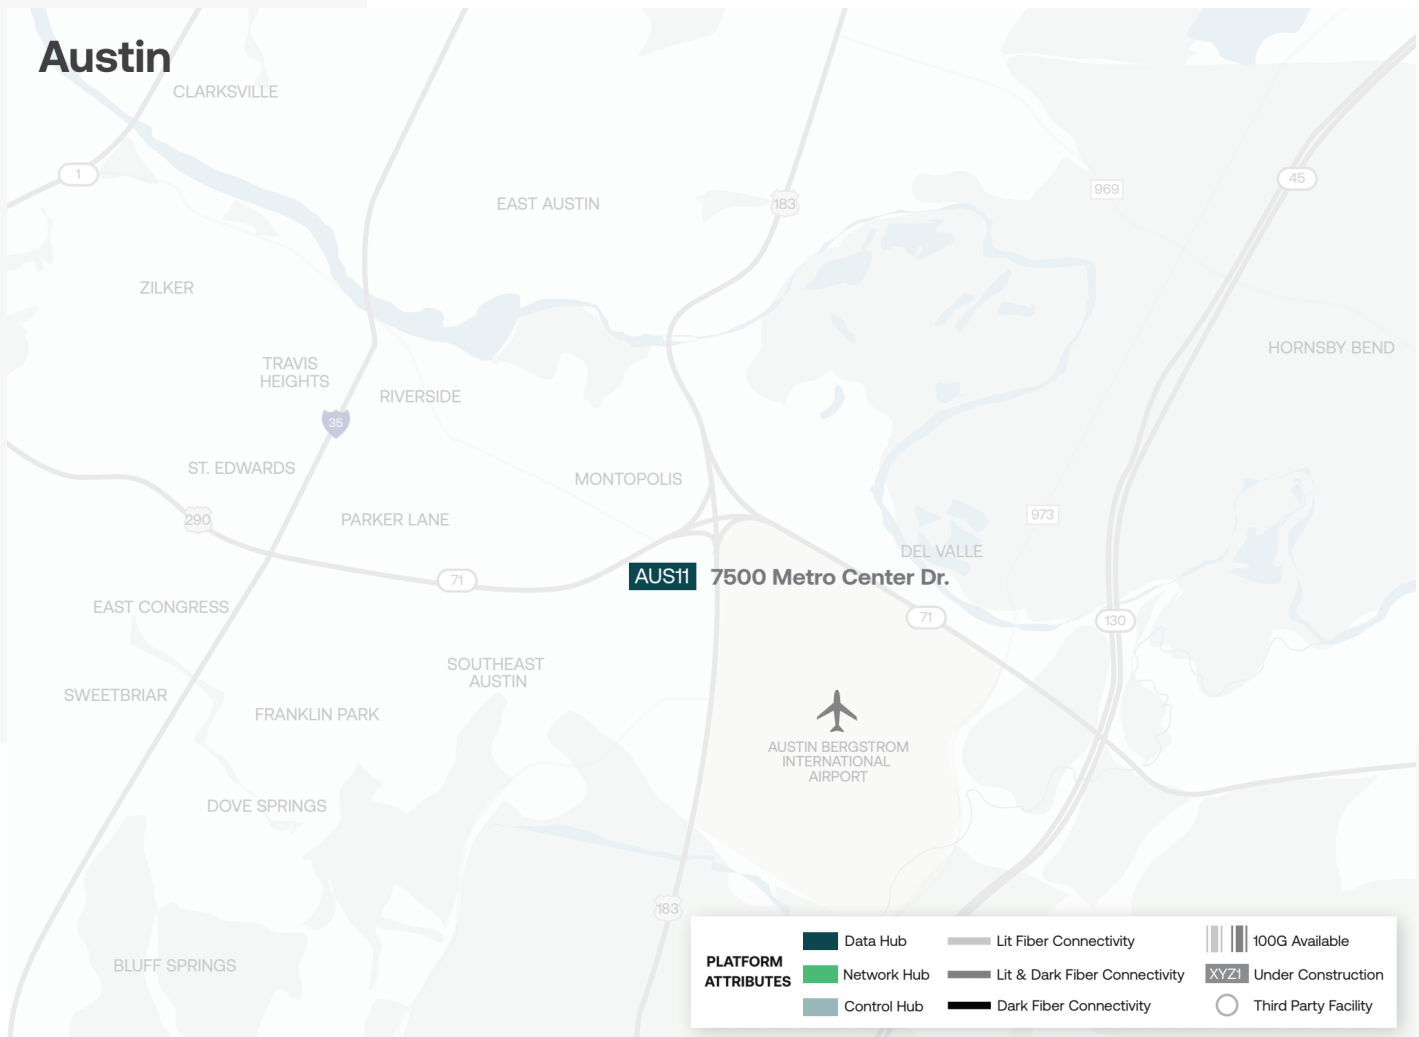 Austin
CLARKSVILLE
1
969
45
EAST AUSTIN
183
ZILKER
HORNSBY BEND
TRAVIS
HEIGHTS
RIVERSIDE
35
ST. EDWARDS
MONTOPOLIS
290
PARKER LANE
973
DEL VALLE
AUS11 7500 Metro Center Dr.
71
EAST CONGRESS
71
130
SOUTHEAST
AUSTIN
SWEETBRIAR
FRANKLIN PARK
AUSTIN BERGSTROM
INTERNATIONAL
AIRPORT
DOVE SPRINGS
183
BLUFF SPRINGS
PLATFORM
ATTRIBUTES
Data Hub
Network Hub
Control Hub
Lit Fiber Connectivity
Lit & Dark Fiber Connectivity
Dark Fiber Connectivity
100G Available
XYZ1 Under Construction
Third Party Facility